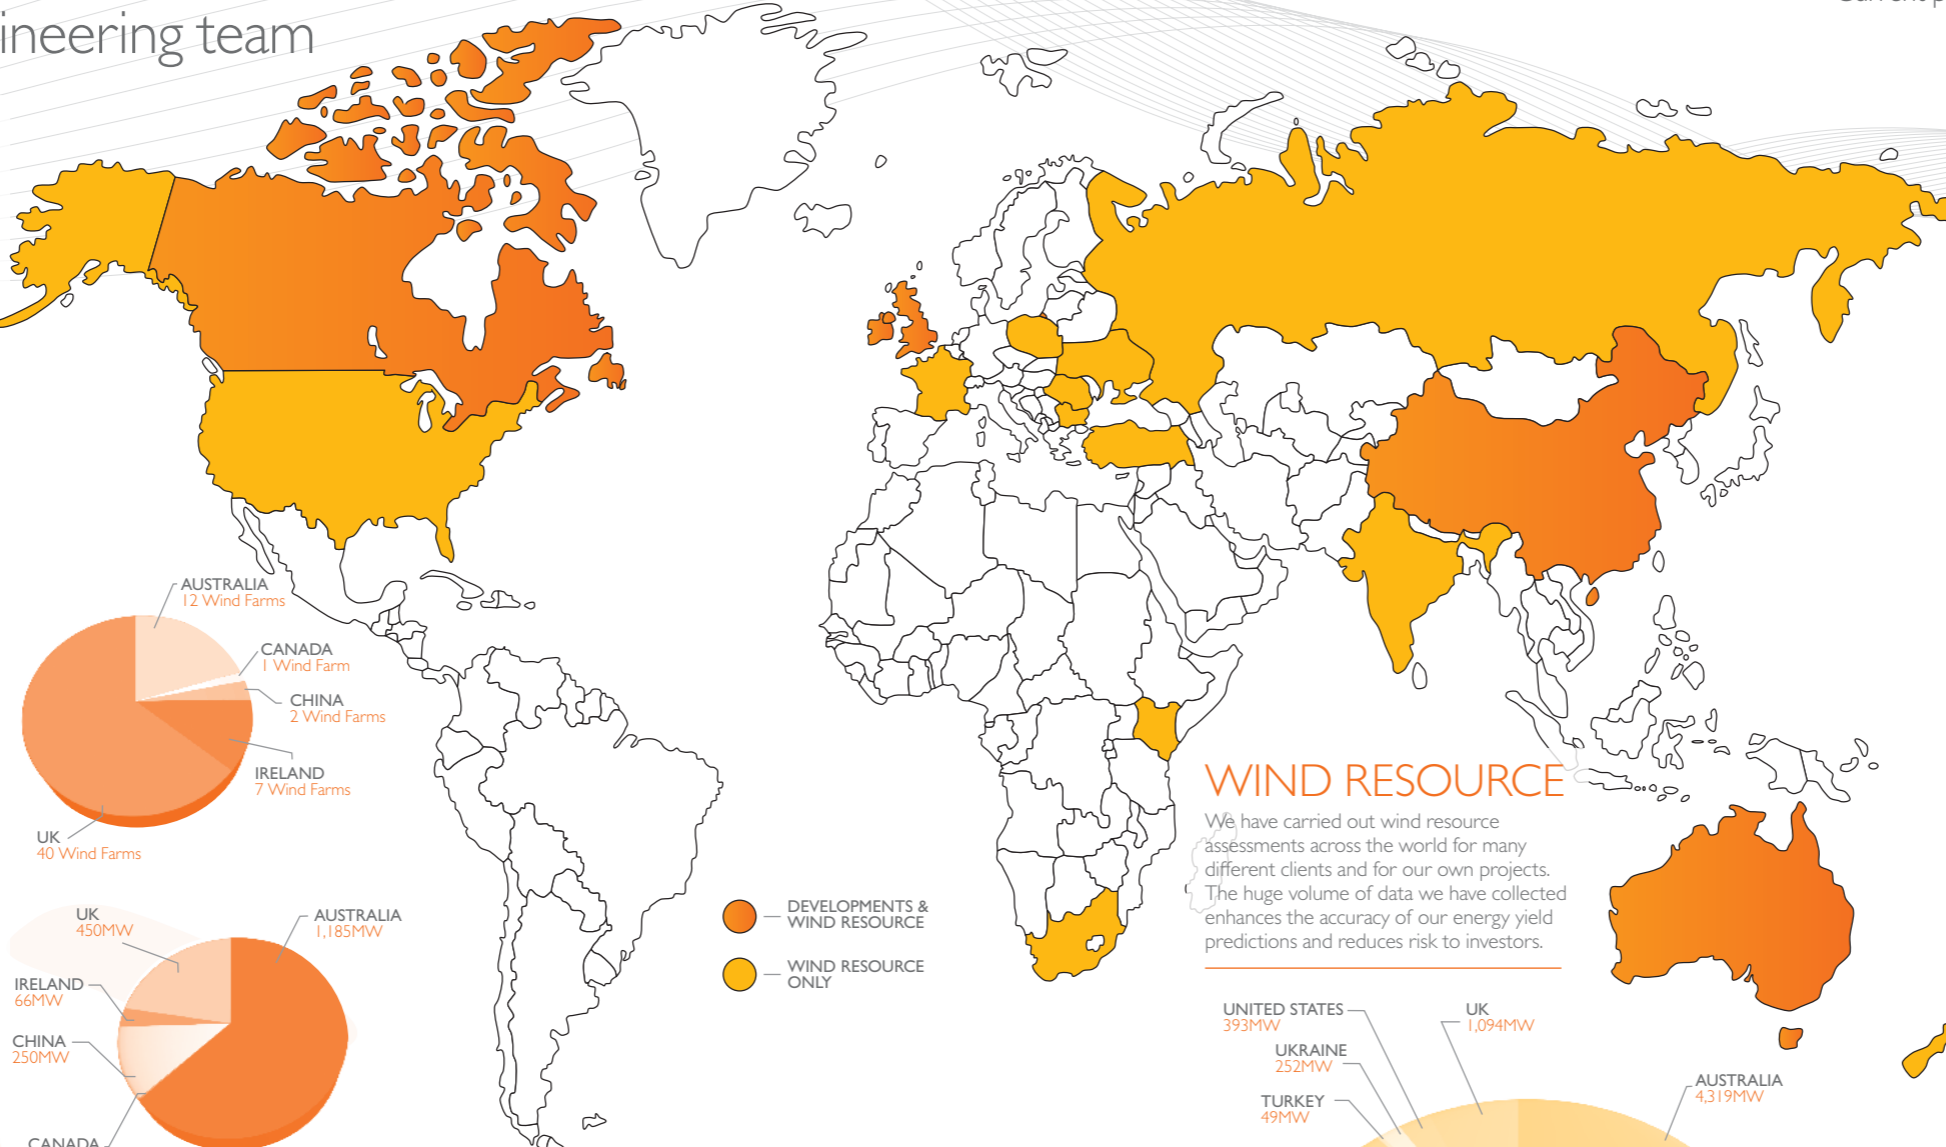 ineering team
AUSTRALIA
12 Wind Farms
CANADA
1 Wind Farm
CHINA
2 Wind Farms
IRELAND
7 Wind Farms
UK
40 Wind Farms
UK
450MW
AUSTRALIA
1,185MW
IRELAND
66MW
CHINA
250MW
CANADA
DEVELOPMENTS &
WIND RESOURCE
WIND RESOURCE
ONLY
WIND RESOURCE
We have carried out wind resource
assessments across the world for many
different clients and for our own projects.
The huge volume of data we have collected
enhances the accuracy of our energy yield
predictions and reduces risk to investors.
UNITED STATES
393MW
UK
1,094MW
UKRAINE
252MW
TURKEY
49MW
AUSTRALIA
4,319MW